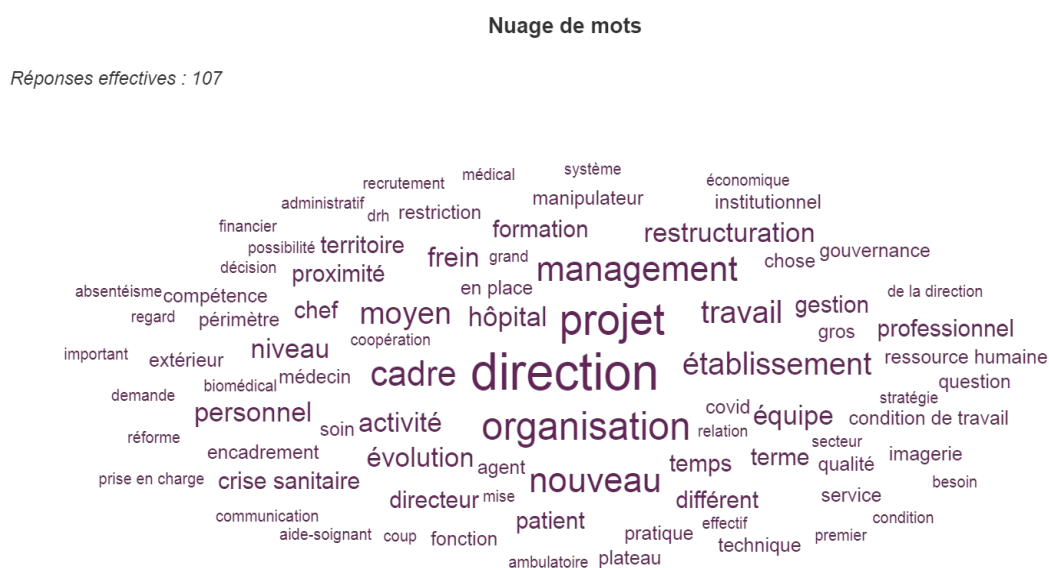 Nuage de mots
Réponses effectives : 107
système
médical
recrutement
économique
manipulateur
institutionnel
administratif
drh
restriction
financier
formation
restructuration
possibilité
territoire
frein
grand
gouvernance
chose
décision
proximité
management
en place
absentéisme
compétence
de la direction
regard
périmètre
chef
moyen
hôpital
projet
travail
gestion
gros
professionnel
coopération
important
extérieur
niveau
établissement
ressource humaine
biomédical
médecin
cadre
direction
question
demande
stratégie
personnel
soin
activité
organisation
covid
relation
équipe
condition de travail
réforme
encadrement
évolution
agent
secteur
temps
terme
qualité
imagerie
prise en charge
crise sanitaire
nouveau
besoin
directeur
mise
différent
service
communication
patient
effectif
condition
aide-soignant
coup
fonction
pratique
technique
premier
ambulatoire
plateau